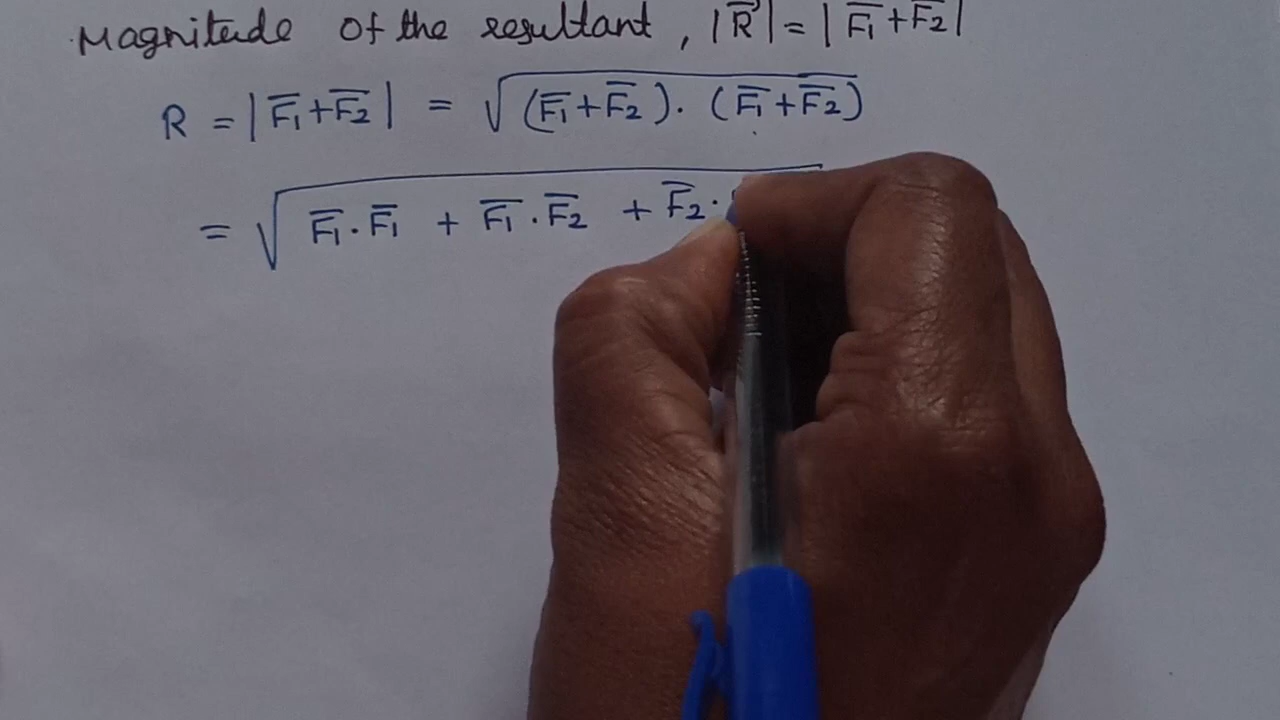 Magnitude of the resultant, |R⃗| = |F̅₁ + F̅₂|
R = |F̅₁ + F̅₂| = √(F̅₁ + F̅₂). (F̅₁ + F̅₂)
= √ F̅₁. F̅₁ + F̅₁. F̅₂ + F̅₂.